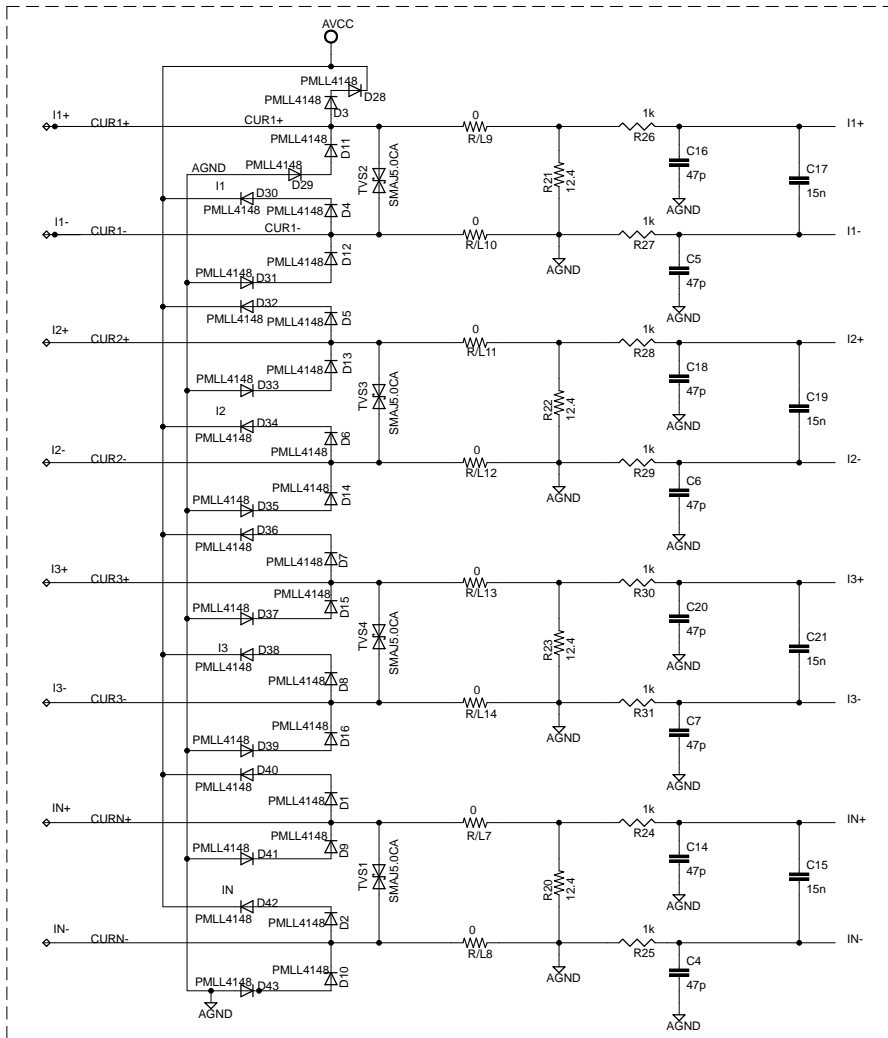 AVCC
PMLL4148
D28
PMLL4148
D3
I1+
CUR1+
CUR1+
0
R/L9
1k
R26
I1+
PMLL4148
D11
C16
47p
AGND
C17
15n
AGND
PMLL4148
D29
TVS2
SMAJ5.0CA
R21
12.4
I1
D30
PMLL4148
PMLL4148
D4
I1-
CUR1-
CUR1-
0
R/L10
1k
R27
I1-
AGND
PMLL4148
D12
PMLL4148
D31
C5
47p
AGND
D32
PMLL4148
PMLL4148
D5
I2+
CUR2+
0
R/L11
1k
R28
I2+
PMLL4148
D13
PMLL4148
D33
TVS3
SMAJ5.0CA
R22
12.4
C18
47p
AGND
C19
15n
I2
D34
PMLL4148
PMLL4148
D6
I2-
CUR2-
0
R/L12
1k
R29
I2-
AGND
PMLL4148
D14
PMLL4148
D35
C6
47p
AGND
D36
PMLL4148
PMLL4148
D7
I3+
CUR3+
0
R/L13
1k
R30
I3+
PMLL4148
D15
PMLL4148
D37
TVS4
SMAJ5.0CA
R23
12.4
C20
47p
AGND
C21
15n
I3
D38
PMLL4148
PMLL4148
D8
I3-
CUR3-
0
R/L14
1k
R31
I3-
AGND
PMLL4148
D16
PMLL4148
D39
C7
47p
AGND
D40
PMLL4148
PMLL4148
D1
IN+
CURN+
0
R/L7
1k
R24
IN+
PMLL4148
D9
PMLL4148
D41
TVS1
SMAJ5.0CA
R20
12.4
C14
47p
AGND
C15
15n
IN
D42
PMLL4148
PMLL4148
D2
IN-
CURN-
0
R/L8
1k
R25
IN-
AGND
PMLL4148
D10
PMLL4148
D43
AGND
C4
47p
AGND